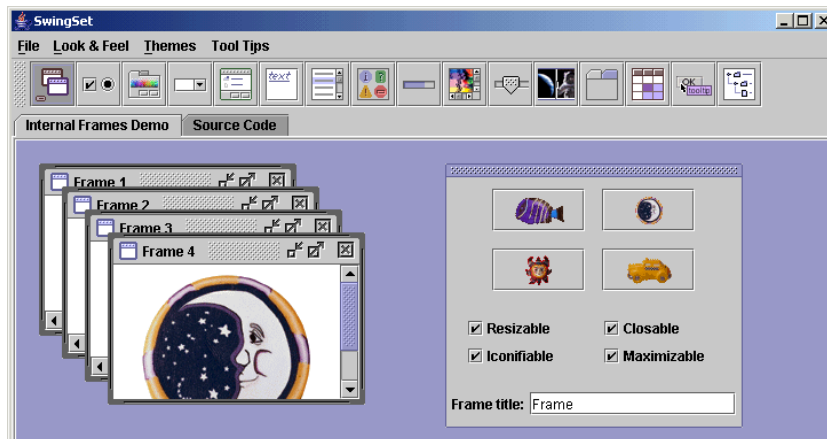 SwingSet
File Look & Feel Themes Tool Tips
text
OK
tooltip
Internal Frames Demo Source Code
Frame 1
Frame 2
Frame 3
Frame 4
Resizable Closable
Iconifiable Maximizable
Frame title: Frame